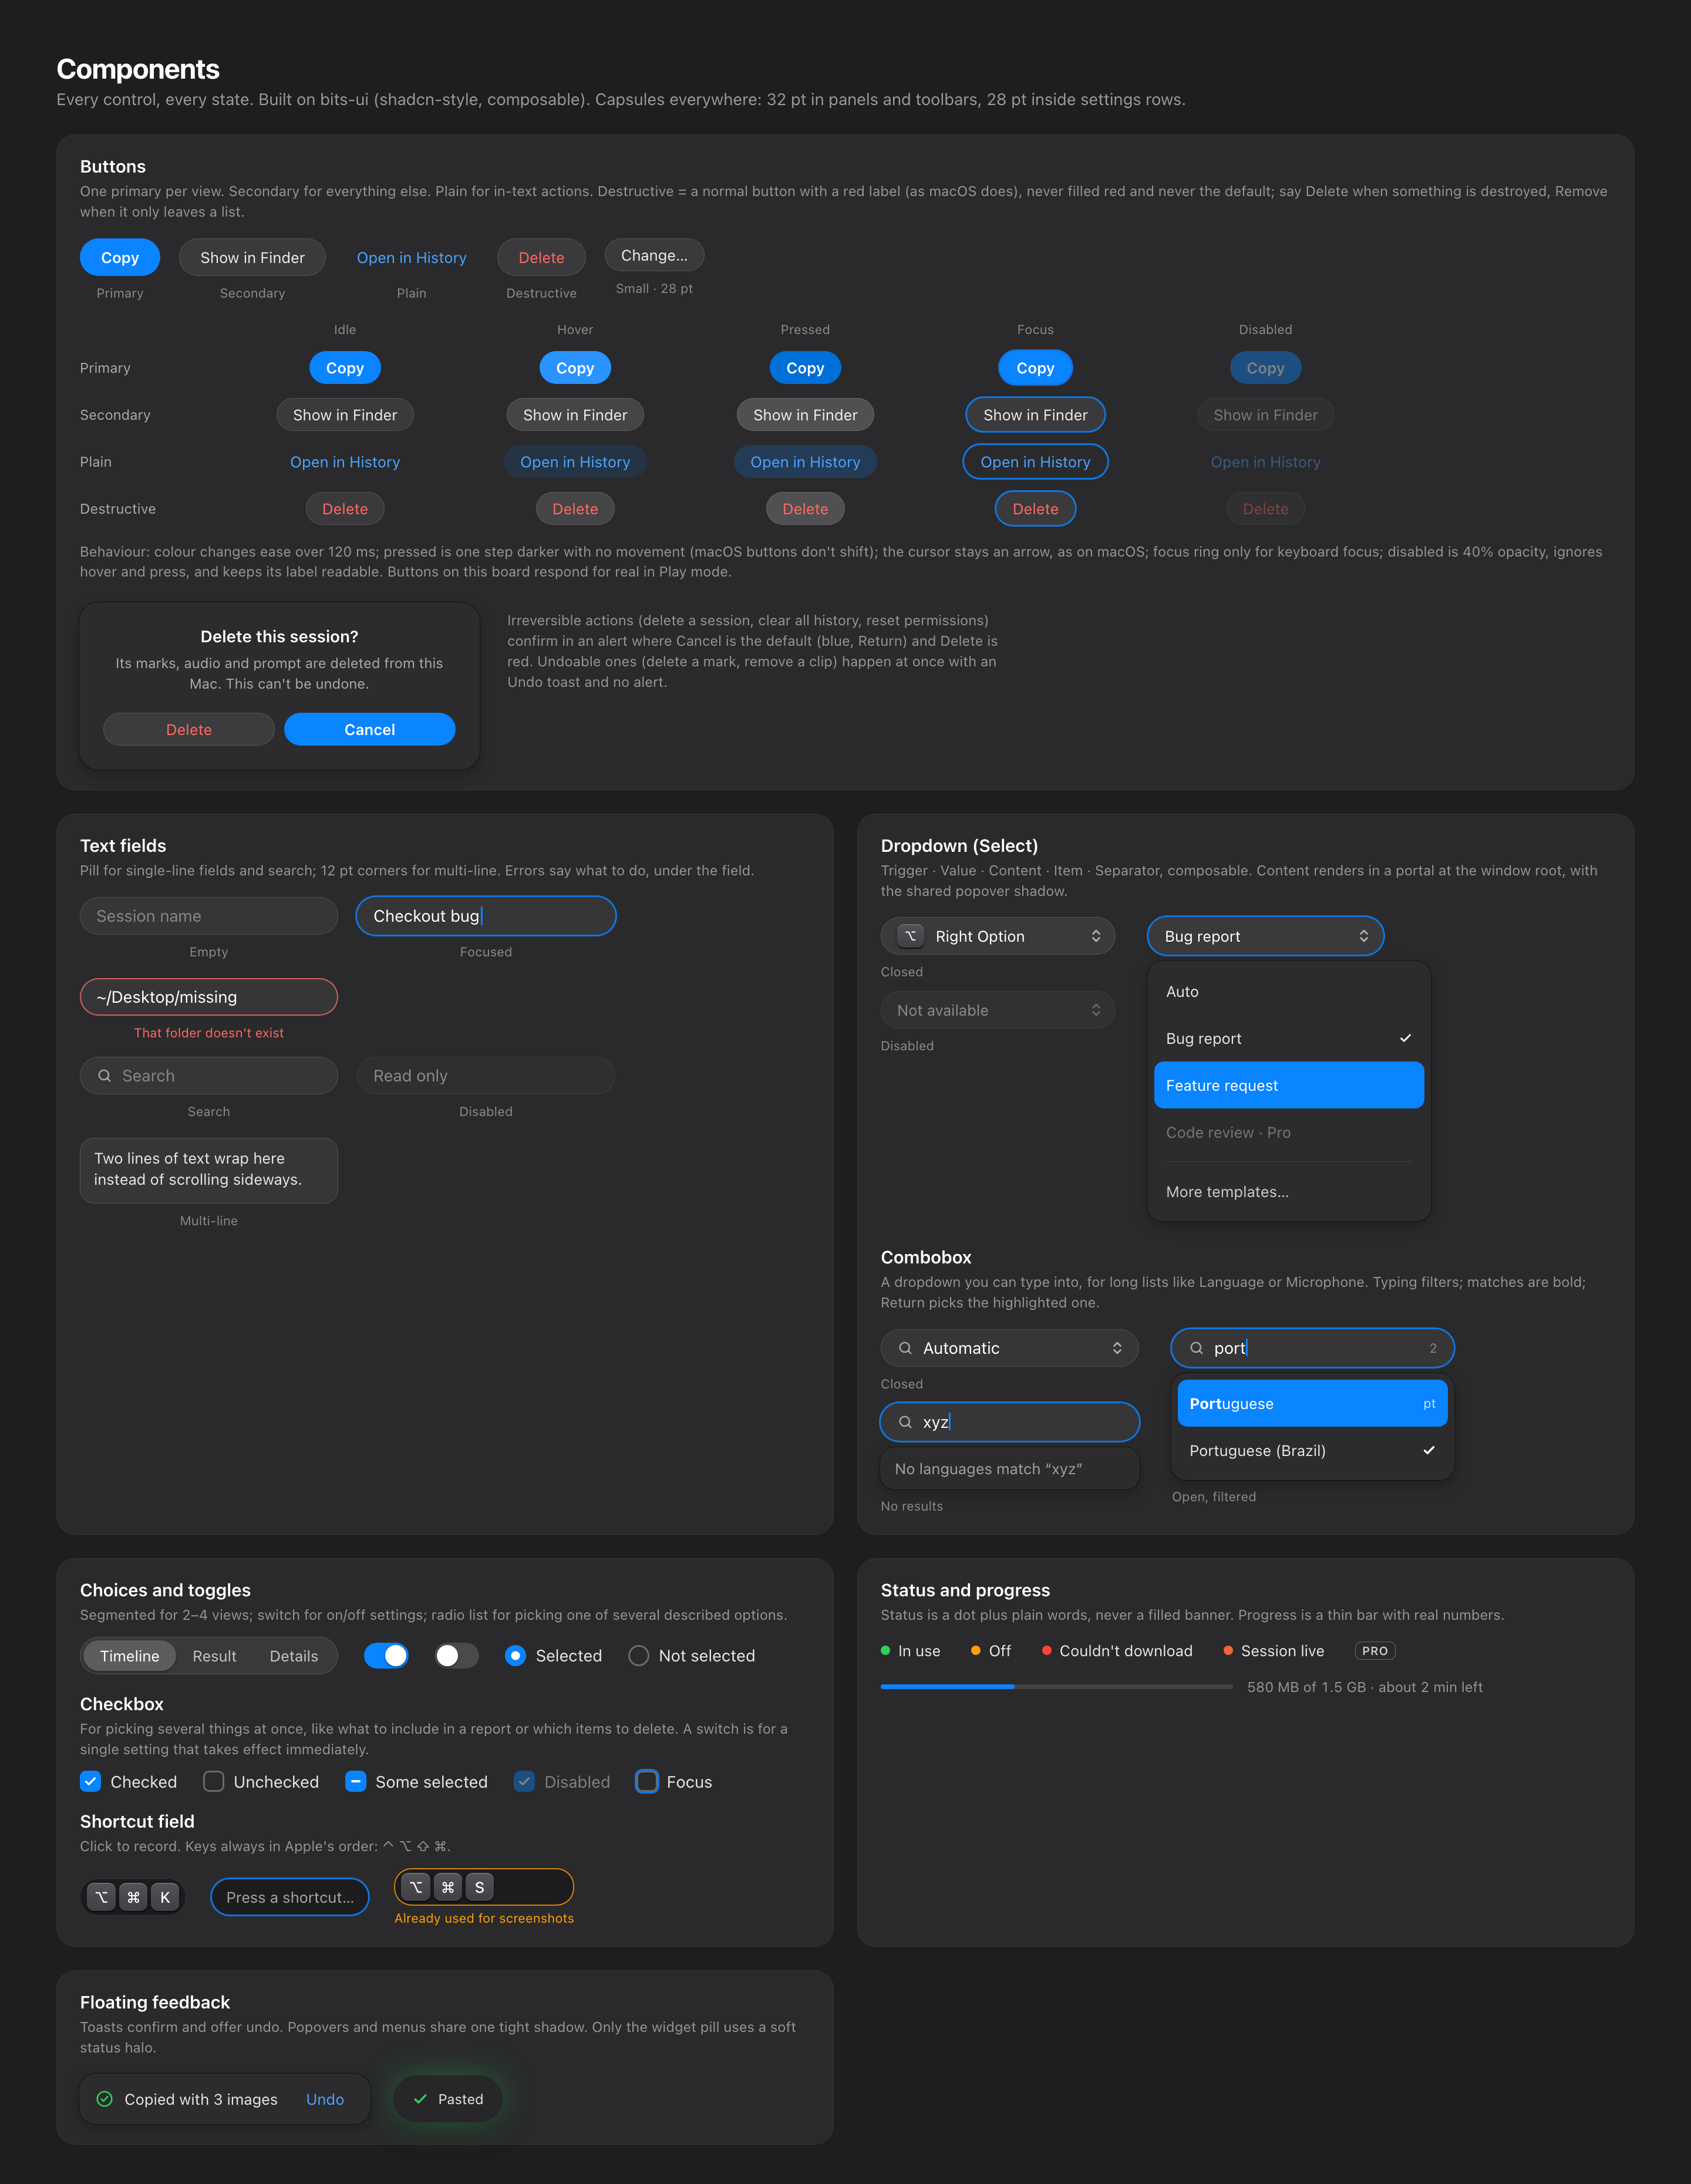 Components
Every control, every state. Built on bits-ui (shadcn-style, composable). Capsules everywhere: 32 pt in panels and toolbars, 28 pt inside settings rows.
Buttons
One primary per view. Secondary for everything else. Plain for in-text actions. Destructive = a normal button with a red label (as macOS does), never filled red and never the default; say Delete when something is destroyed, Remove
when it only leaves a list.
Copy Show in Finder Open in History Delete Change...
Primary Secondary Plain Destructive Small · 28 pt
Idle Hover Pressed Focus Disabled
Primary Copy Copy Copy Copy Copy
Secondary Show in Finder Show in Finder Show in Finder Show in Finder Show in Finder
Plain Open in History Open in History Open in History Open in History Open in History
Destructive Delete Delete Delete Delete Delete
Behaviour: colour changes ease over 120 ms; pressed is one step darker with no movement (macOS buttons don't shift); the cursor stays an arrow, as on macOS; focus ring only for keyboard focus; disabled is 40% opacity, ignores
hover and press, and keeps its label readable. Buttons on this board respond for real in Play mode.
Delete this session?
Its marks, audio and prompt are deleted from this
Mac. This can't be undone.
Delete Cancel
Irreversible actions (delete a session, clear all history, reset permissions)
confirm in an alert where Cancel is the default (blue, Return) and Delete is
red. Undoable ones (delete a mark, remove a clip) happen at once with an
Undo toast and no alert.
Text fields
Pill for single-line fields and search; 12 pt corners for multi-line. Errors say what to do, under the field.
Session name Checkout bug
Empty Focused
~/Desktop/missing
That folder doesn't exist
Search Read only
Search Disabled
Two lines of text wrap here
instead of scrolling sideways.
Multi-line
Dropdown (Select)
Trigger · Value · Content · Item · Separator, composable. Content renders in a portal at the window root, with
the shared popover shadow.
⌥ Right Option
Closed
Not available
Disabled
Bug report
Auto
Bug report
Feature request
Code review · Pro
More templates...
Combobox
A dropdown you can type into, for long lists like Language or Microphone. Typing filters; matches are bold;
Return picks the highlighted one.
Automatic
Closed
xyz
No languages match “xyz”
No results
port 2
Portuguese pt
Portuguese (Brazil)
Open, filtered
Choices and toggles
Segmented for 2–4 views; switch for on/off settings; radio list for picking one of several described options.
Timeline Result Details Selected Not selected
Checkbox
For picking several things at once, like what to include in a report or which items to delete. A switch is for a
single setting that takes effect immediately.
Checked Unchecked Some selected Disabled Focus
Shortcut field
Click to record. Keys always in Apple's order: ⌃ ⌥ ⇧ ⌘.
⌥ ⌘ K Press a shortcut... ⌥ ⌘ S
Already used for screenshots
Status and progress
Status is a dot plus plain words, never a filled banner. Progress is a thin bar with real numbers.
In use Off Couldn't download Session live PRO
580 MB of 1.5 GB · about 2 min left
Floating feedback
Toasts confirm and offer undo. Popovers and menus share one tight shadow. Only the widget pill uses a soft
status halo.
Copied with 3 images Undo Pasted